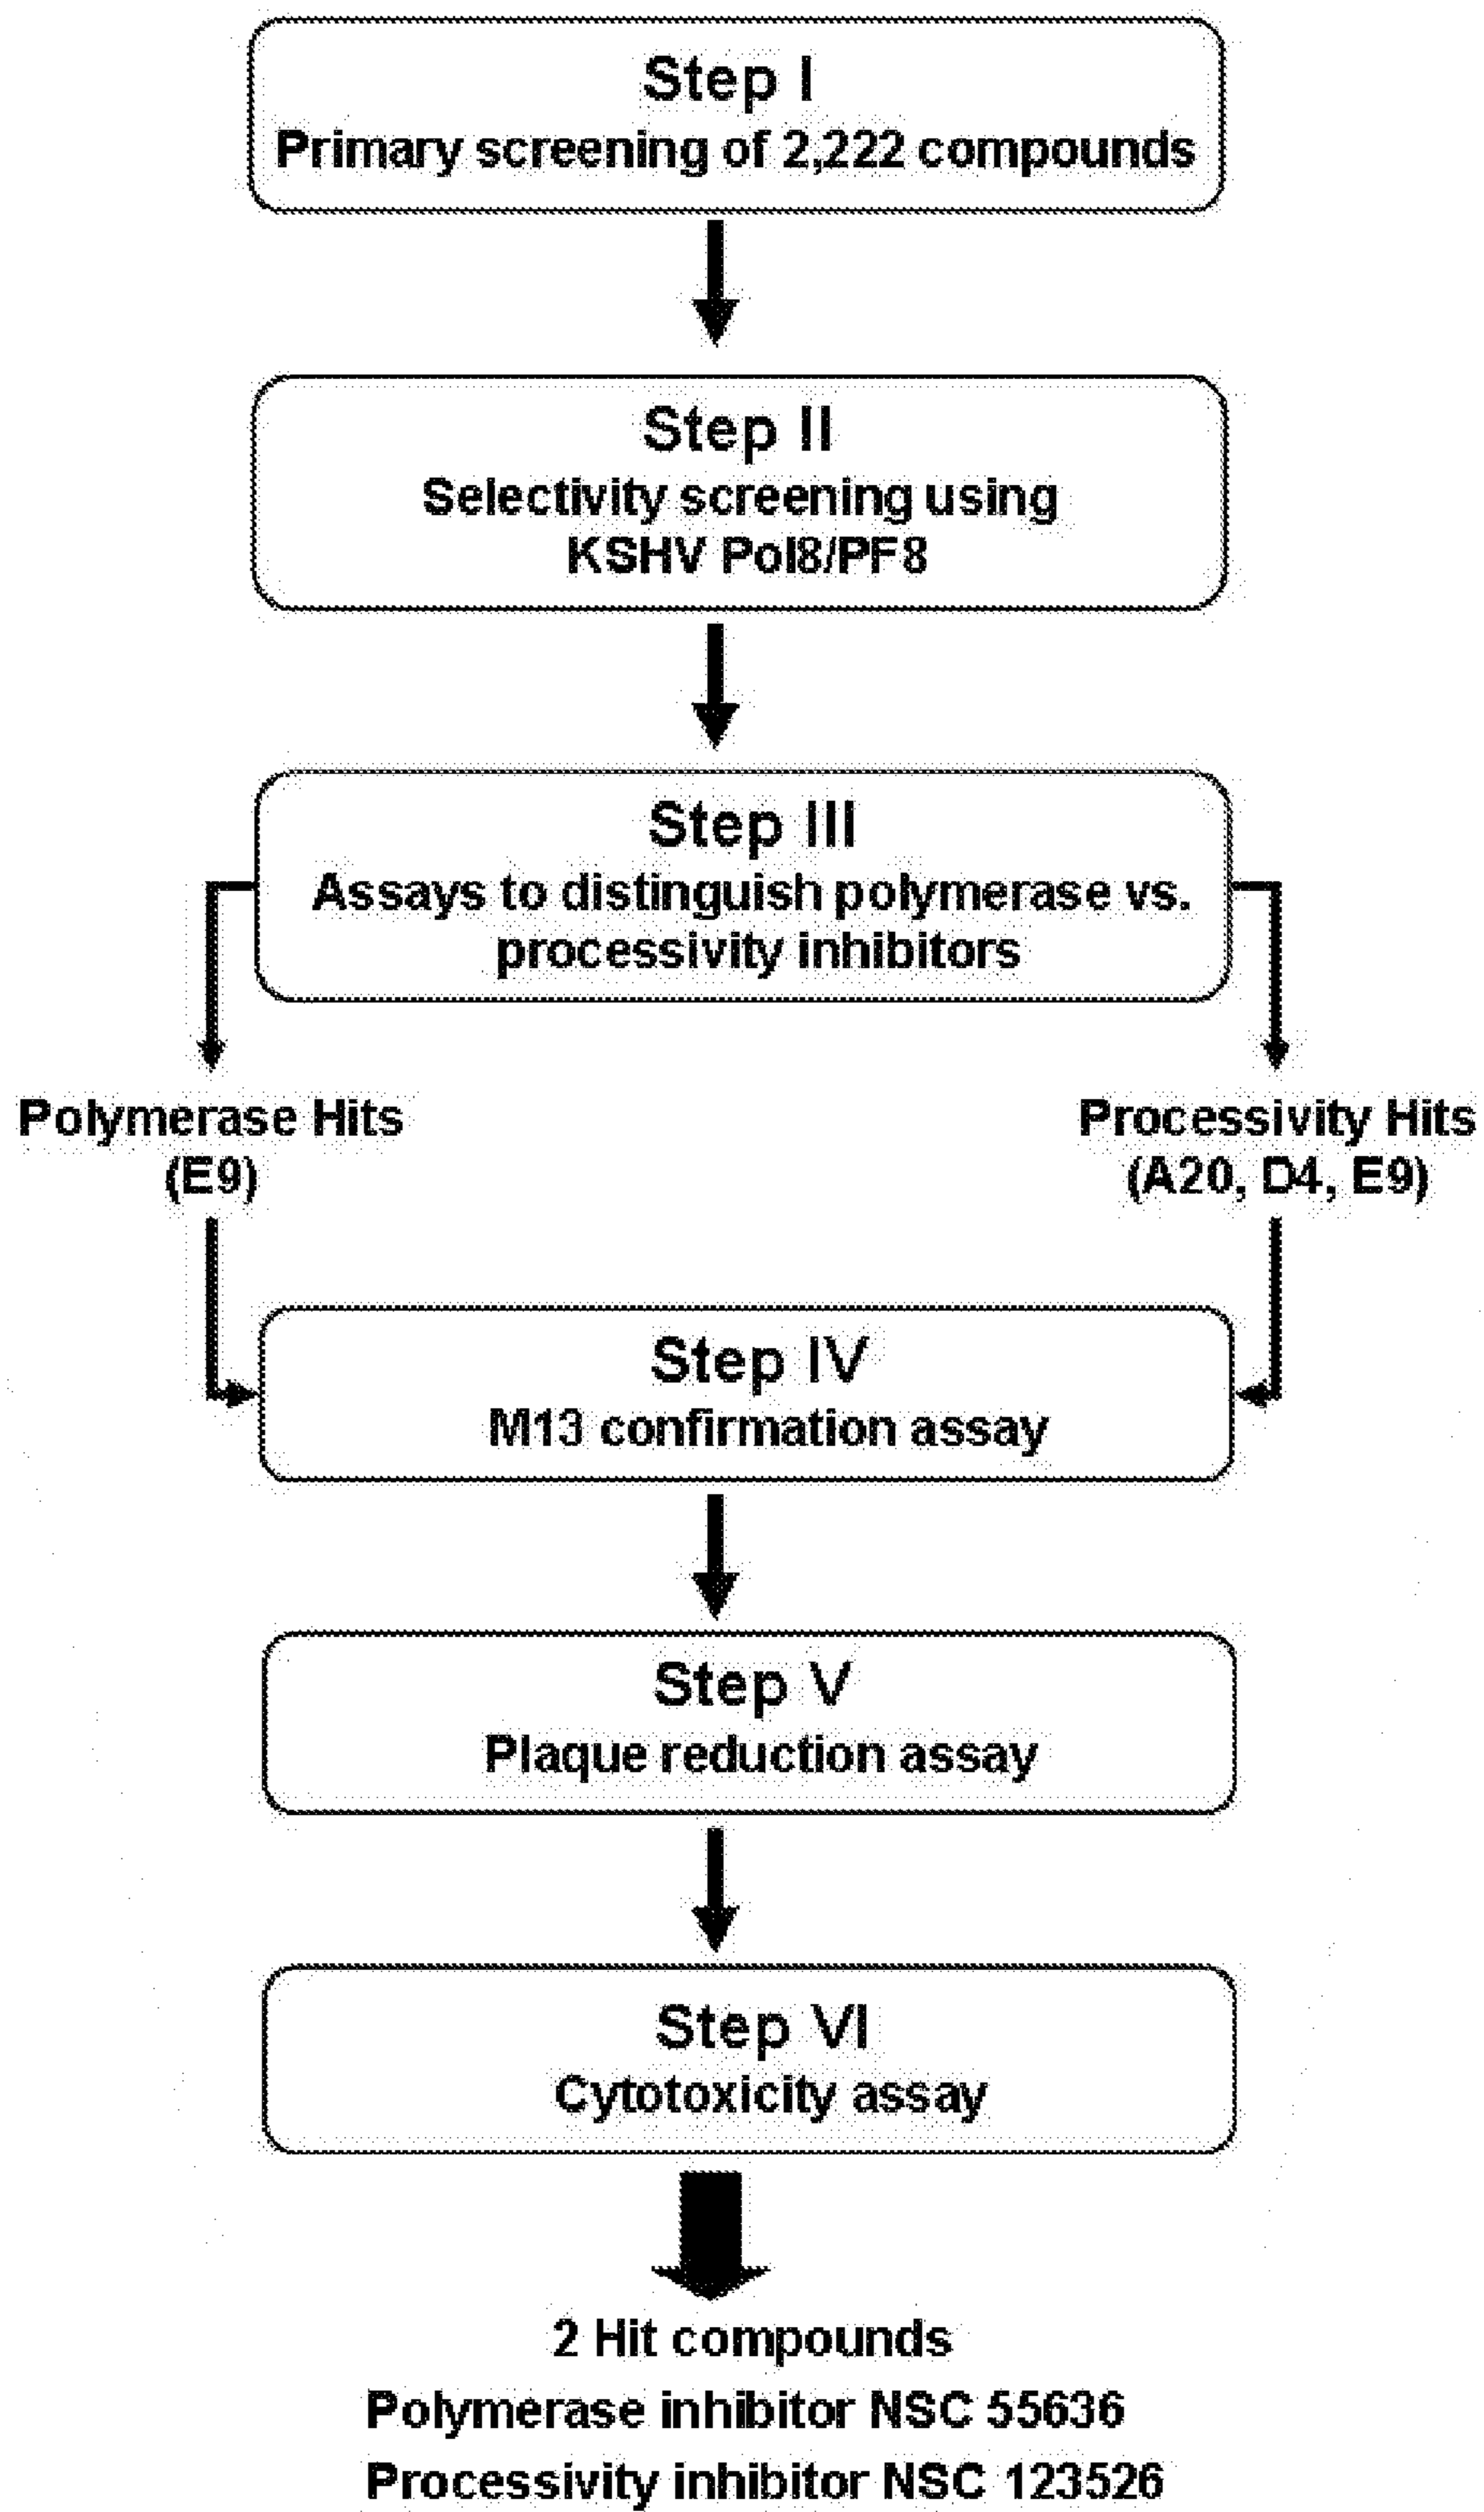 Step I
Primary screening of 2,222 compounds
Step II
Selectivity screening using
KSHV Pol8/PF8
Step III
Assays to distinguish polymerase vs.
processivity inhibitors
Polymerase Hits
(E9)
Processivity Hits
(A20, D4, E9)
Step IV
M13 confirmation assay
Step V
Plaque reduction assay
Step VI
Cytotoxicity assay
2 Hit compounds
Polymerase inhibitor NSC 55636
Processivity inhibitor NSC 123526